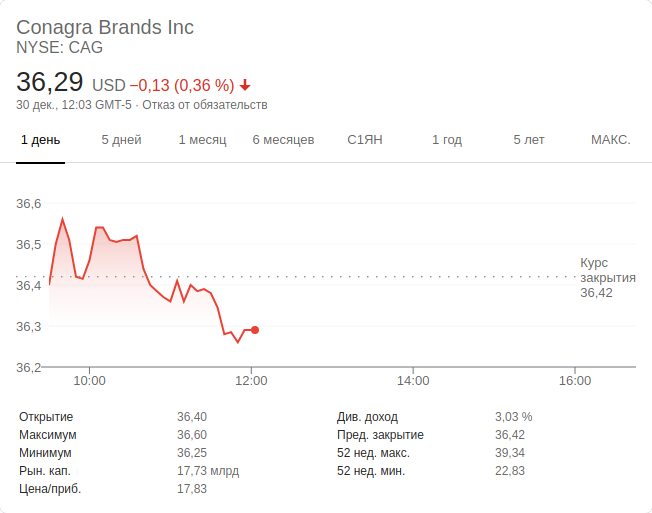 Conagra Brands Inc
NYSE: CAG
36,29 USD −0,13 (0,36 %)
30 дек., 12:03 GMT-5 · Отказ от обязательств
1 день 5 дней 1 месяц 6 месяцев С1ЯН 1 год 5 лет МАКС.
36,6
36,5
36,4
36,3
36,2
Курс
закрытия
36,42
10:00 12:00 14:00 16:00
Открытие 36,40
Максимум 36,60
Минимум 36,25
Рын. кап. 17,73 млрд
Цена/приб. 17,83
Див. доход 3,03 %
Пред. закрытие 36,42
52 нед. макс. 39,34
52 нед. мин. 22,83